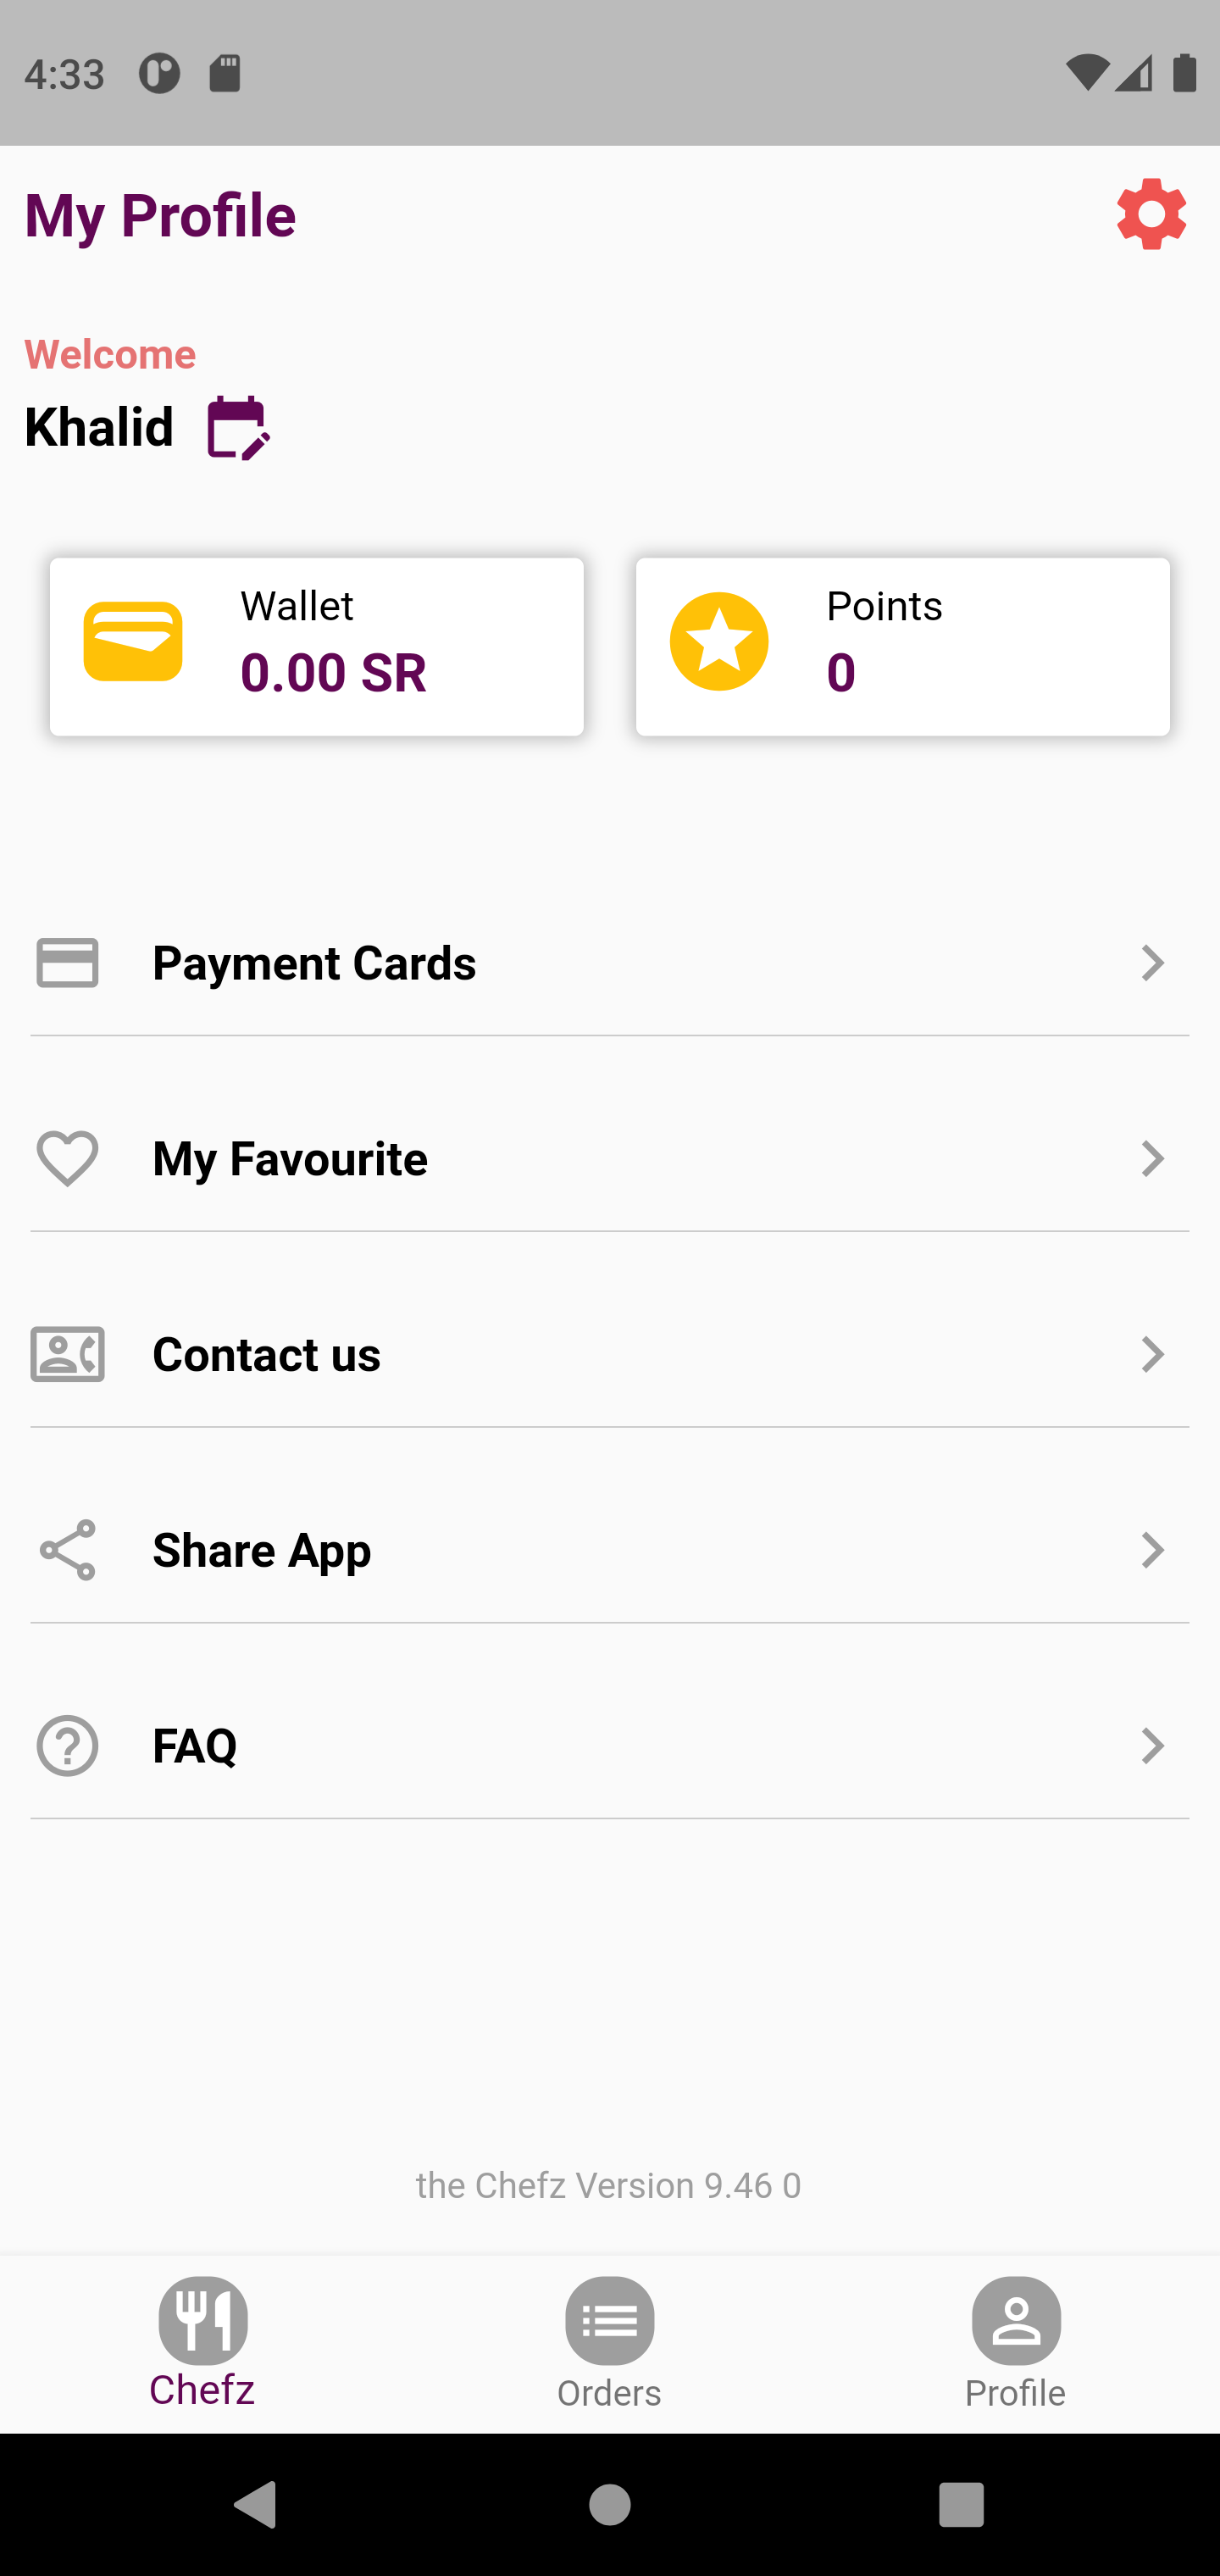 4:33
My Profile
Welcome
Khalid
Wallet
0.00 SR
Points
0
Payment Cards
My Favourite
Contact us
Share App
FAQ
the Chefz Version 9.46 0
Chefz
Orders
Profile